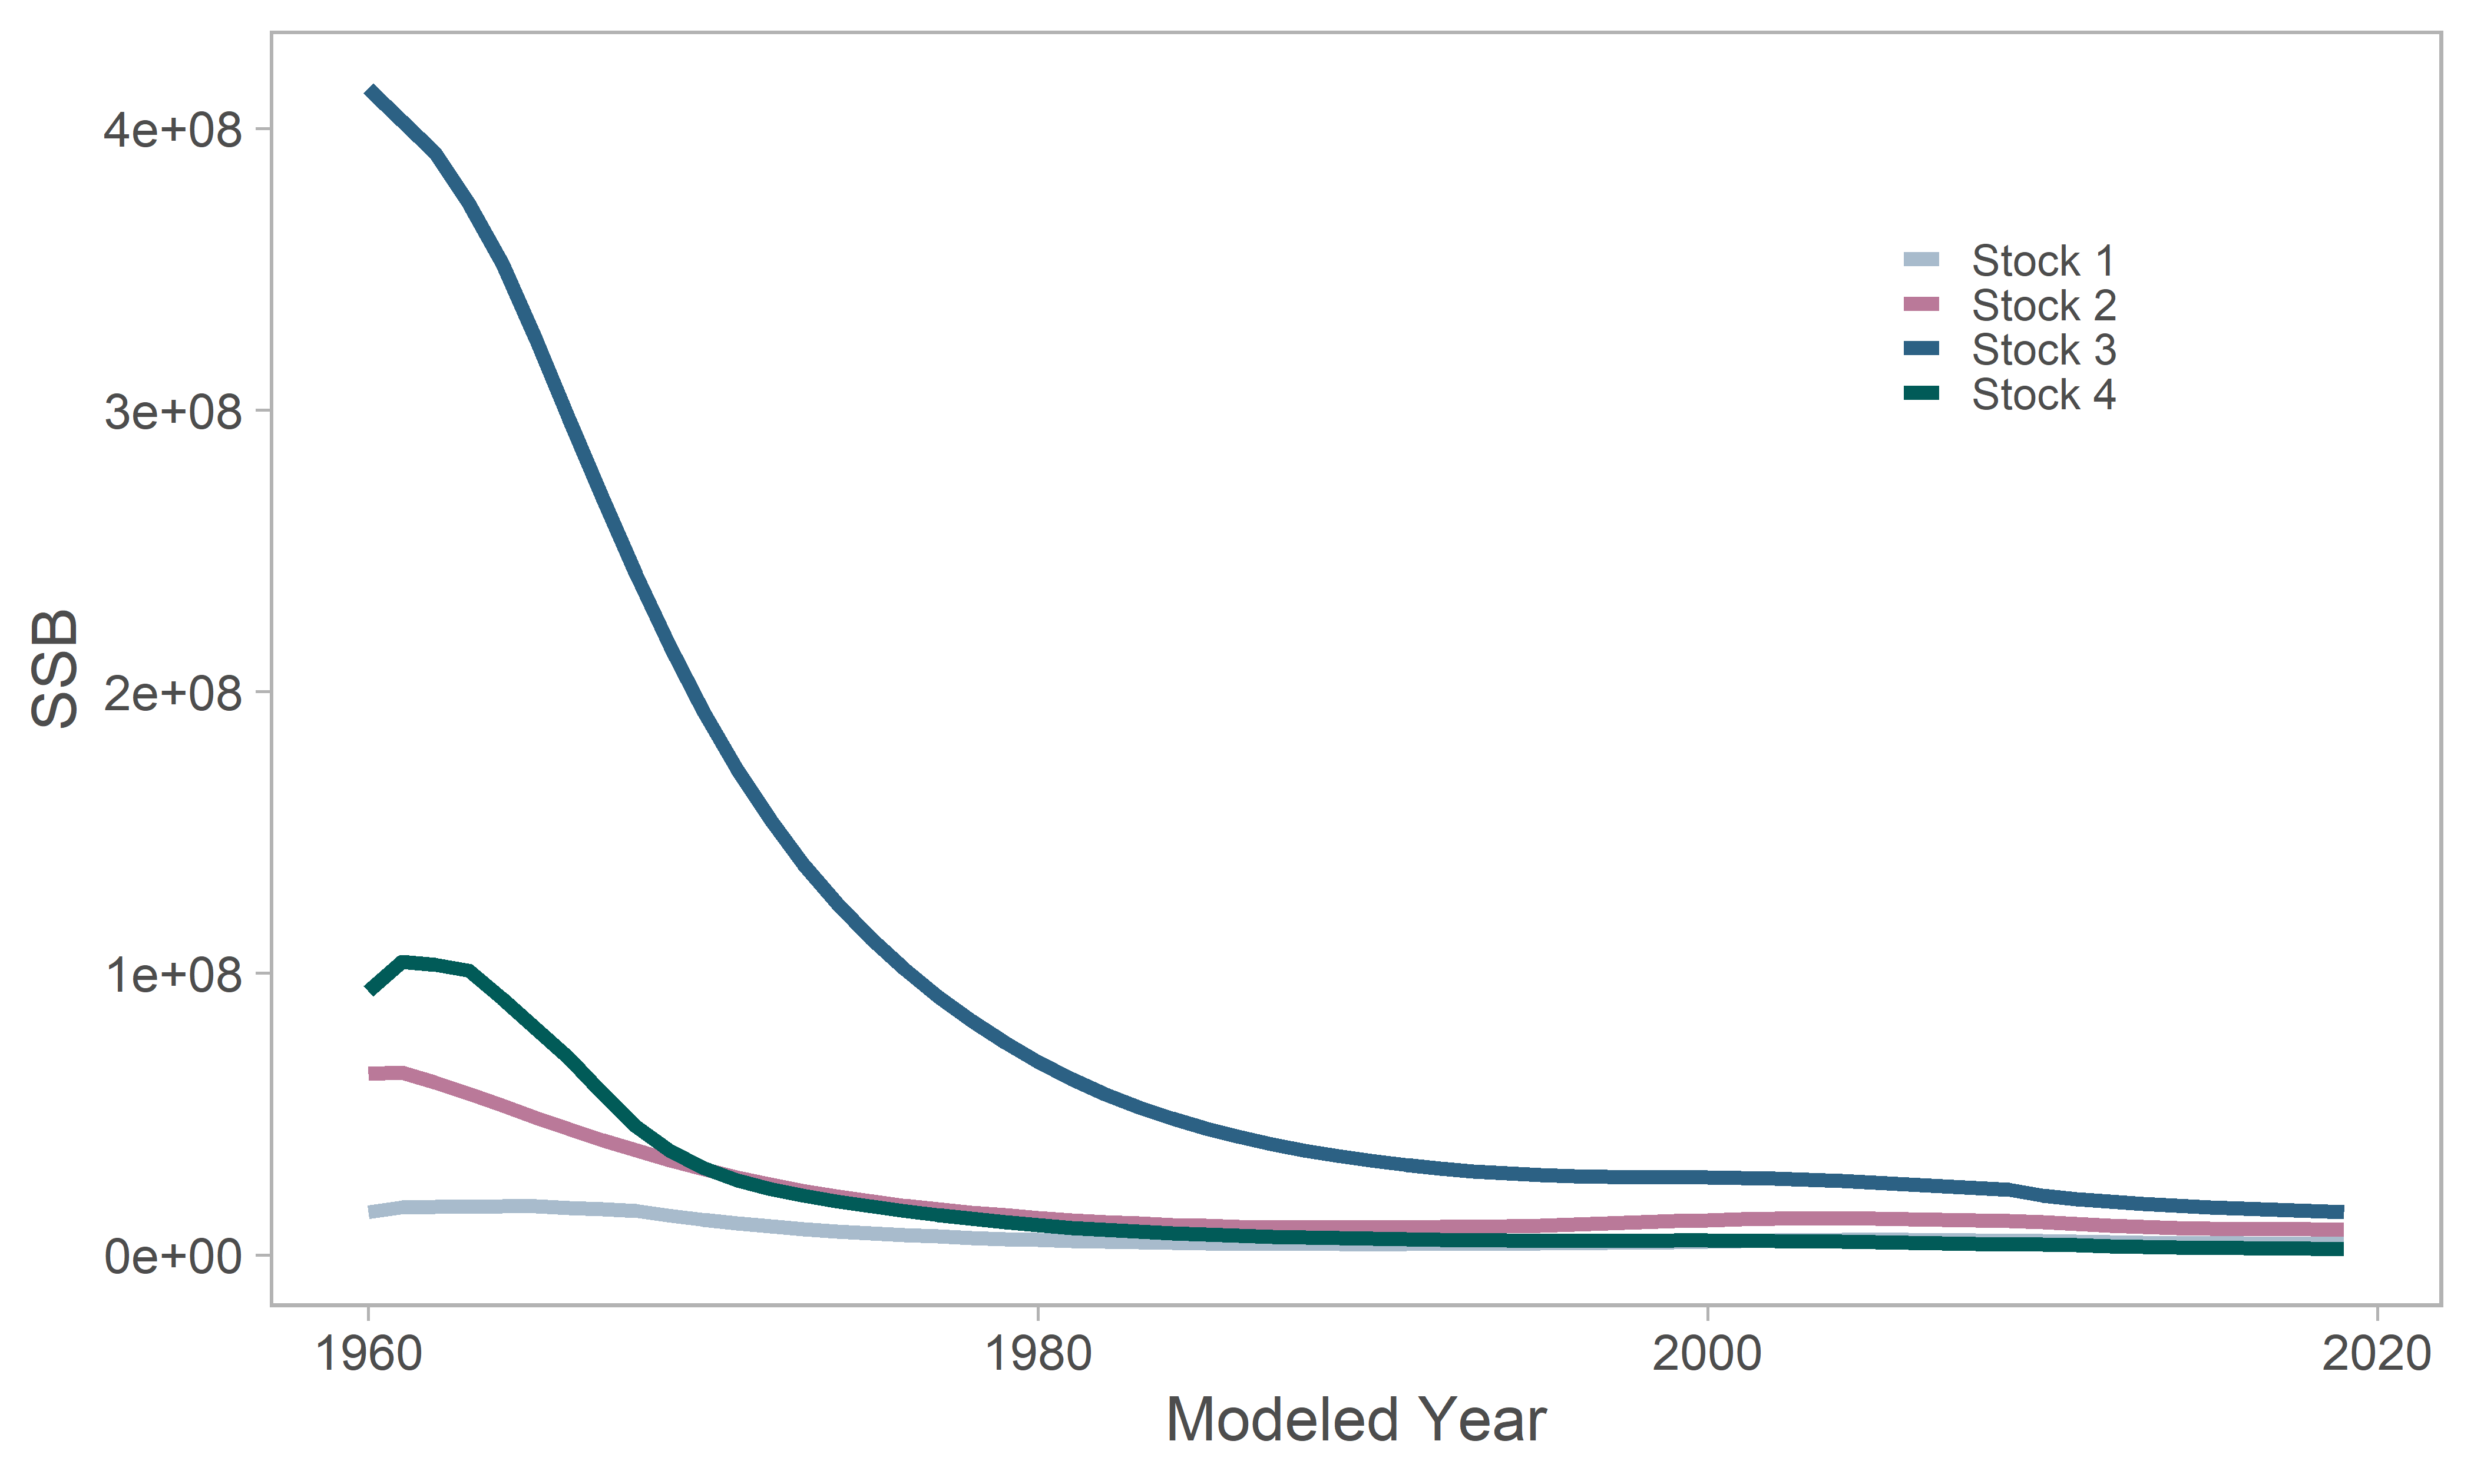 4e+08
3e+08
2e+08
1e+08
0e+00
SSB
Stock 1
Stock 2
Stock 3
Stock 4
1960
1980
2000
2020
Modeled Year